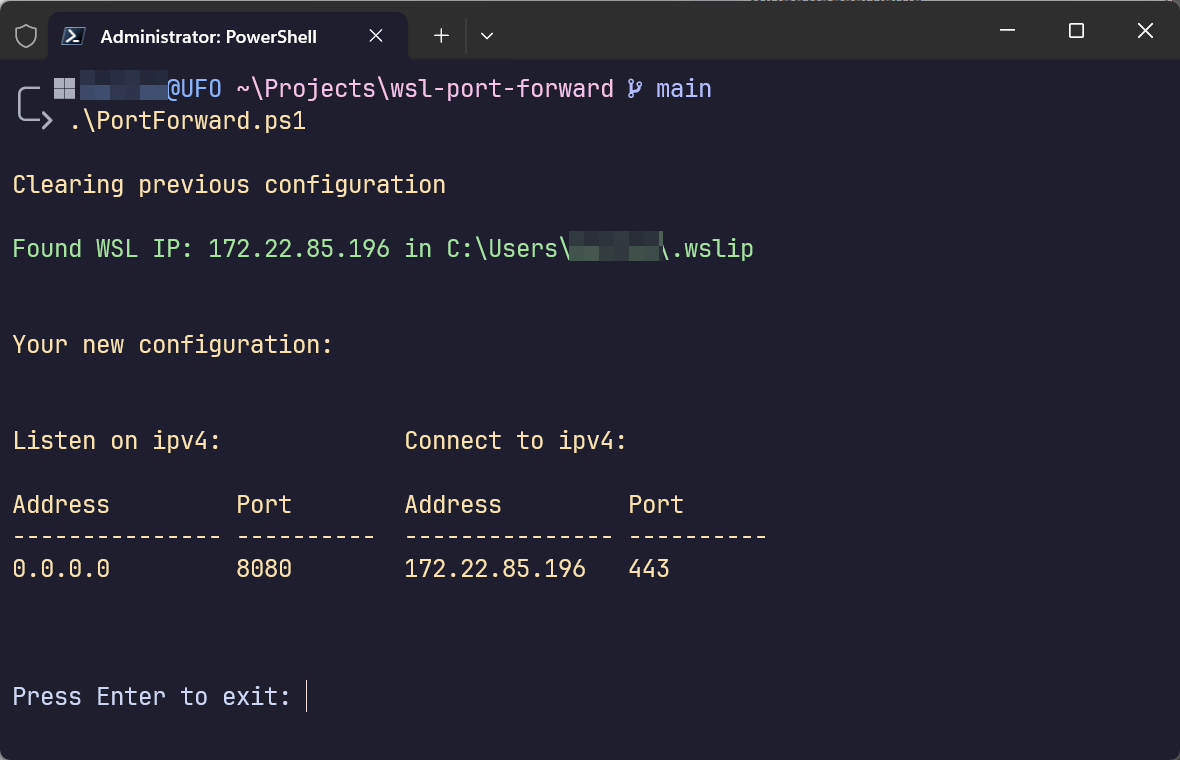 Administrator: PowerShell
@UFO ~\Projects\wsl-port-forward main
.\PortForward.ps1
Clearing previous configuration
Found WSL IP: 172.22.85.196 in C:\Users\ \.wslip
Your new configuration:
Listen on ipv4: Connect to ipv4:
Address Port Address Port
--------------- ---------- --------------- ----------
0.0.0.0 8080 172.22.85.196 443
Press Enter to exit: